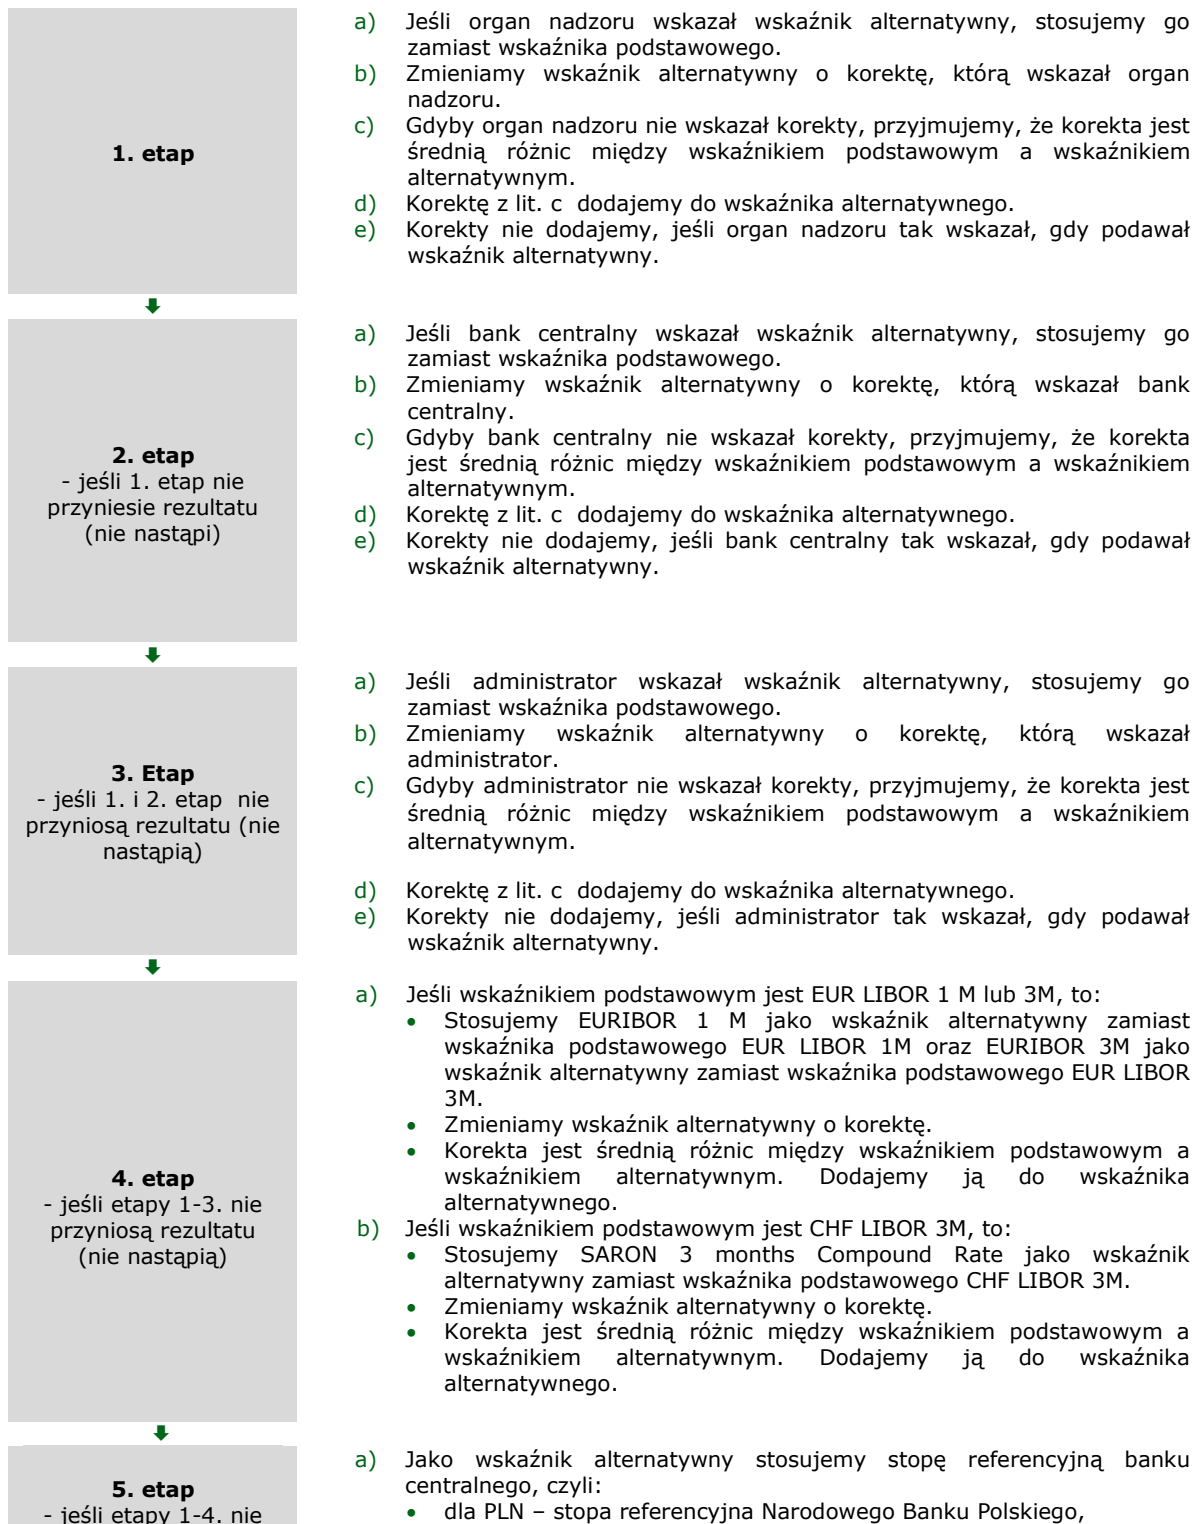 1. etap
a) Jeśli organ nadzoru wskazał wskaźnik alternatywny, stosujemy go
zamiast wskaźnika podstawowego.
b) Zmieniamy wskaźnik alternatywny o korektę, którą wskazał organ
nadzoru.
c) Gdyby organ nadzoru nie wskazał korekty, przyjmujemy, że korekta jest
średnią różnic między wskaźnikiem podstawowym a wskaźnikiem
alternatywnym.
d) Korektę z lit. c dodajemy do wskaźnika alternatywnego.
e) Korekty nie dodajemy, jeśli organ nadzoru tak wskazał, gdy podawał
wskaźnik alternatywny.
2. etap
- jeśli 1. etap nie
przyniesie rezultatu
(nie nastąpi)
a) Jeśli bank centralny wskazał wskaźnik alternatywny, stosujemy go
zamiast wskaźnika podstawowego.
b) Zmieniamy wskaźnik alternatywny o korektę, którą wskazał bank
centralny.
c) Gdyby bank centralny nie wskazał korekty, przyjmujemy, że korekta
jest średnią różnic między wskaźnikiem podstawowym a wskaźnikiem
alternatywnym.
d) Korektę z lit. c dodajemy do wskaźnika alternatywnego.
e) Korekty nie dodajemy, jeśli bank centralny tak wskazał, gdy podawał
wskaźnik alternatywny.
3. Etap
- jeśli 1. i 2. etap nie
przyniosą rezultatu (nie
nastąpią)
a) Jeśli administrator wskazał wskaźnik alternatywny, stosujemy go
zamiast wskaźnika podstawowego.
b) Zmieniamy wskaźnik alternatywny o korektę, którą wskazał
administrator.
c) Gdyby administrator nie wskazał korekty, przyjmujemy, że korekta jest
średnią różnic między wskaźnikiem podstawowym a wskaźnikiem
alternatywnym.
d) Korektę z lit. c dodajemy do wskaźnika alternatywnego.
e) Korekty nie dodajemy, jeśli administrator tak wskazał, gdy podawał
wskaźnik alternatywny.
4. etap
- jeśli etapy 1-3. nie
przyniosą rezultatu
(nie nastąpią)
a) Jeśli wskaźnikiem podstawowym jest EUR LIBOR 1 M lub 3M, to:
• Stosujemy EURIBOR 1 M jako wskaźnik alternatywny zamiast
wskaźnika podstawowego EUR LIBOR 1M oraz EURIBOR 3M jako
wskaźnik alternatywny zamiast wskaźnika podstawowego EUR LIBOR
3M.
• Zmieniamy wskaźnik alternatywny o korektę.
• Korekta jest średnią różnic między wskaźnikiem podstawowym a
wskaźnikiem alternatywnym. Dodajemy ją do wskaźnika
alternatywnego.
b) Jeśli wskaźnikiem podstawowym jest CHF LIBOR 3M, to:
• Stosujemy SARON 3 months Compound Rate jako wskaźnik
alternatywny zamiast wskaźnika podstawowego CHF LIBOR 3M.
• Zmieniamy wskaźnik alternatywny o korektę.
• Korekta jest średnią różnic między wskaźnikiem podstawowym a
wskaźnikiem alternatywnym. Dodajemy ją do wskaźnika
alternatywnego.
5. etap
- jeśli etapy 1-4. nie
a) Jako wskaźnik alternatywny stosujemy stopę referencyjną banku
centralnego, czyli:
• dla PLN – stopa referencyjna Narodowego Banku Polskiego,